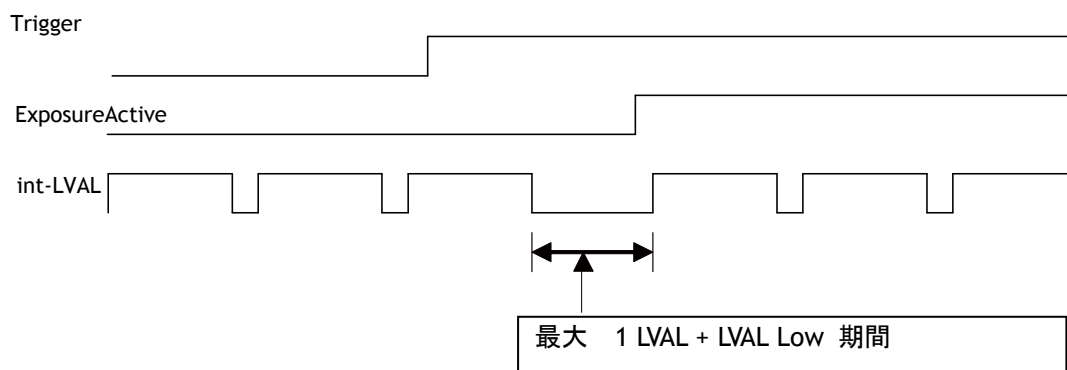 Trigger
ExposureActive
int-LVAL
最大　1 LVAL + LVAL Low 期間